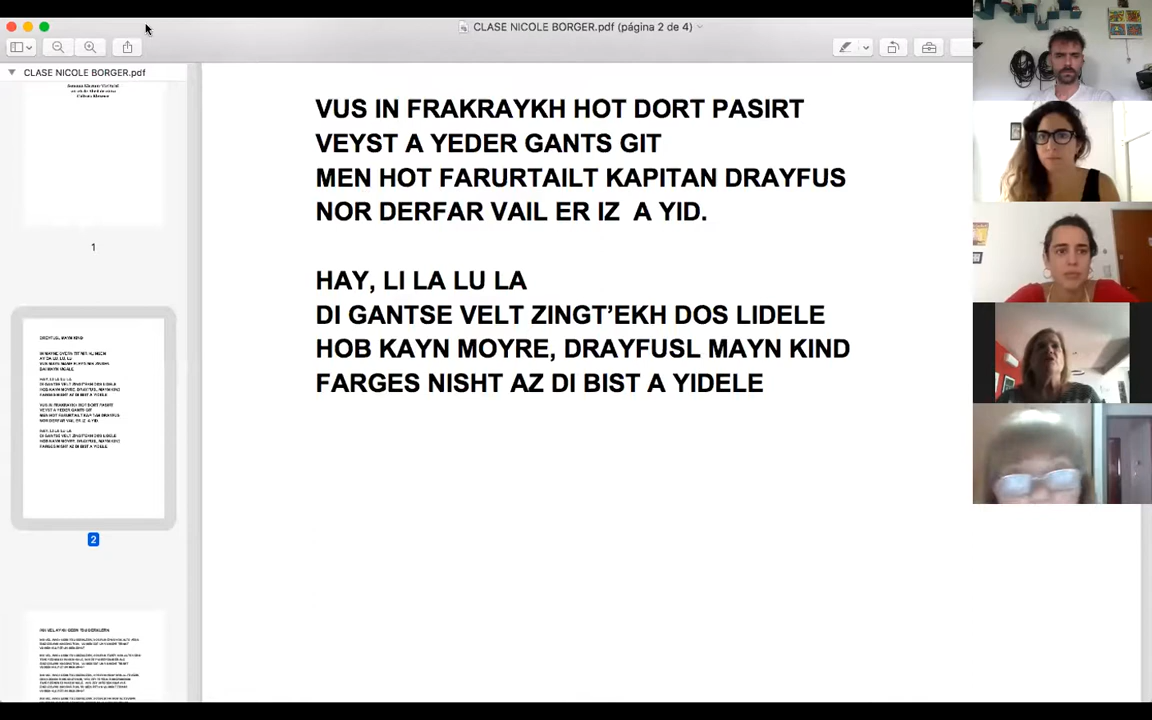 CLASE NICOLE BORGER.pdf (página 2 de 4)
CLASE NICOLE BORGER.pdf
1
2
VUS IN FRAKRAYKH HOT DORT PASIRT
VEYST A YEDER GANTS GIT
MEN HOT FARURTAILT KAPITAN DRAYFUS
NOR DERFAR VAIL ER IZ A YID.
HAY, LI LA LU LA
DI GANTSE VELT ZINGT’EKH DOS LIDELE
HOB KAYN MOYRE, DRAYFUSL MAYN KIND
FARGES NISHT AZ DI BIST A YIDELE